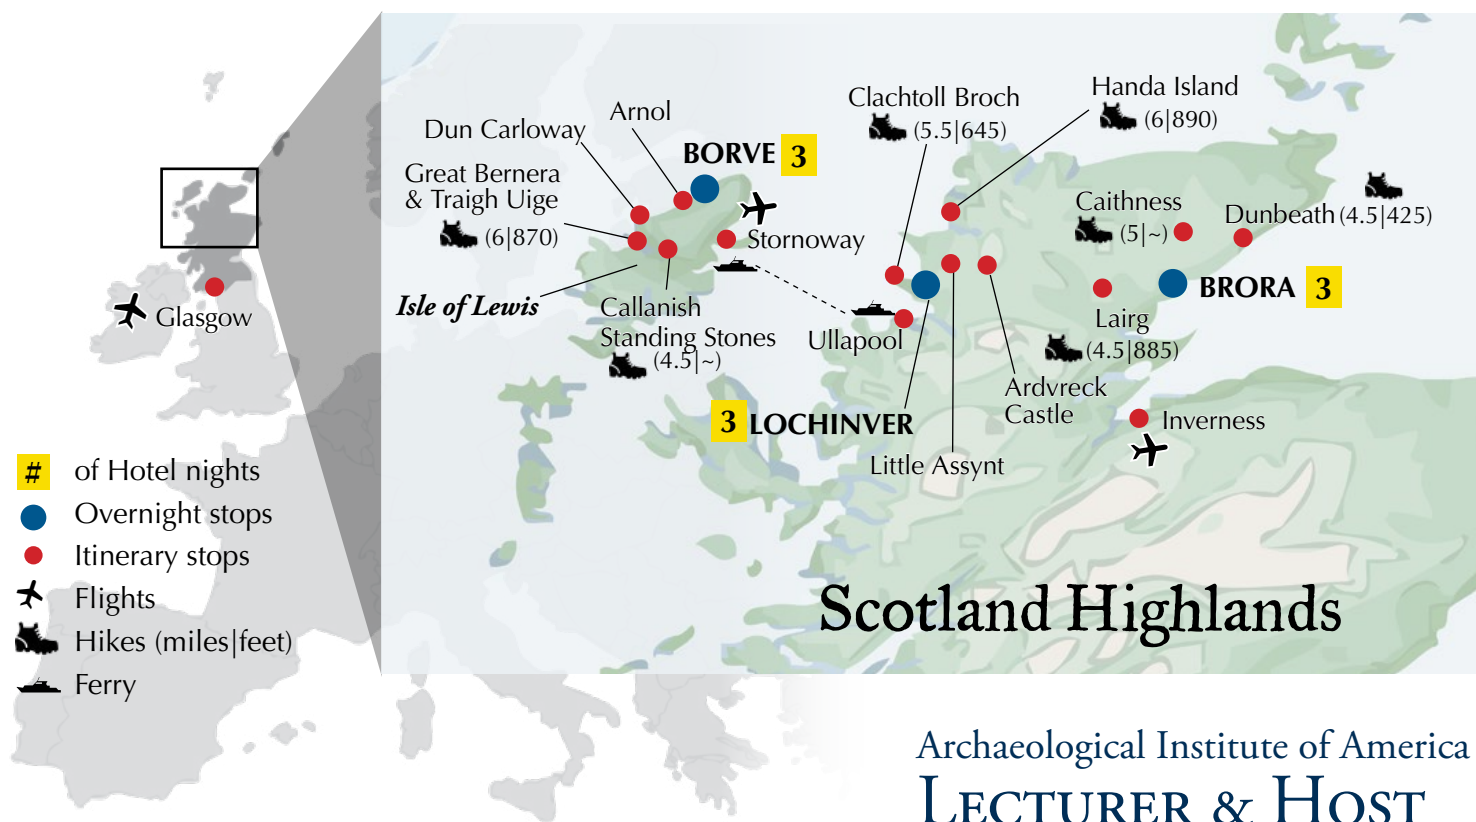 Arnol
Dun Carloway
BORVE 3
Great Bernera
& Traigh Uige
(6|870)
Stornoway
Isle of Lewis
Callanish
Standing Stones
(4.5|~)
Clachtoll Broch
(5.5|645)
Handa Island
(6|890)
Caithness
(5|~)
Dunbeath (4.5|425)
BRORA 3
Lairg
(4.5|885)
Ullapool
Ardvreck
Castle
3 LOCHINVER
Little Assynt
Inverness
Glasgow
Scotland Highlands
# of Hotel nights
Overnight stops
Itinerary stops
Flights
Hikes (miles|feet)
Ferry
Archaeological Institute of America
LECTURER & HOST